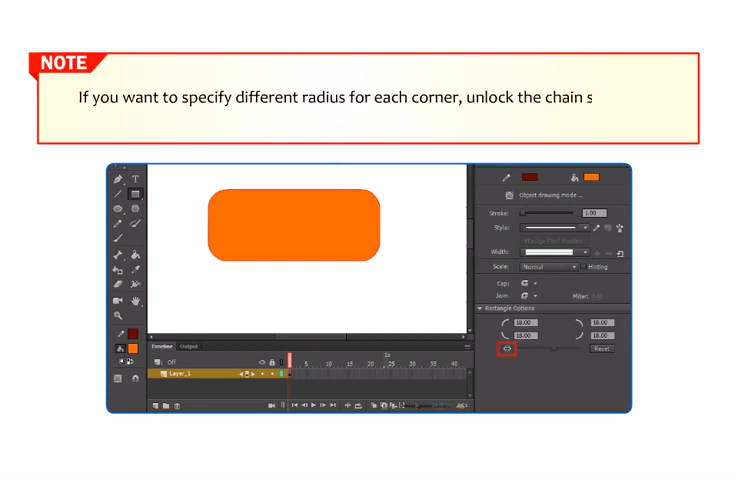 NOTE
If you want to specify different radius for each corner, unlock the chain s
Object drawing mode ...
Stroke: 1.00
Style:
Width:
Scale: Normal Hinting
Cap:
Join: Miter:
Rectangle Options
18.00 18.00
18.00 18.00
Reset
Timeline Output
Off 1s
5 10 15 20 25 30 35 40
Layer_1